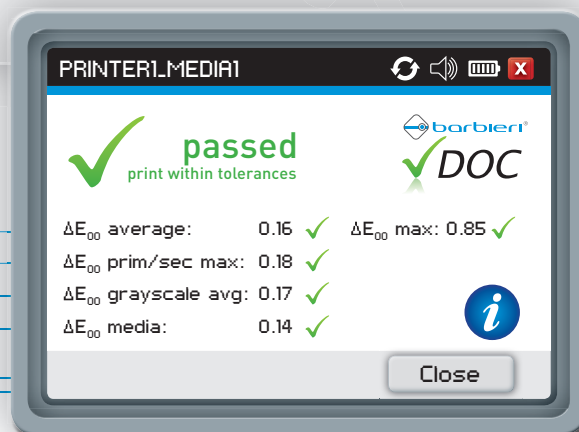 PRINTER1_MEDIA1
X
passed
print within tolerances
barbieri®
DOC
ΔE₀₀ average: 0.16
ΔE₀₀ max: 0.85
ΔE₀₀ prim/sec max: 0.18
ΔE₀₀ grayscale avg: 0.17
ΔE₀₀ media: 0.14
i
Close